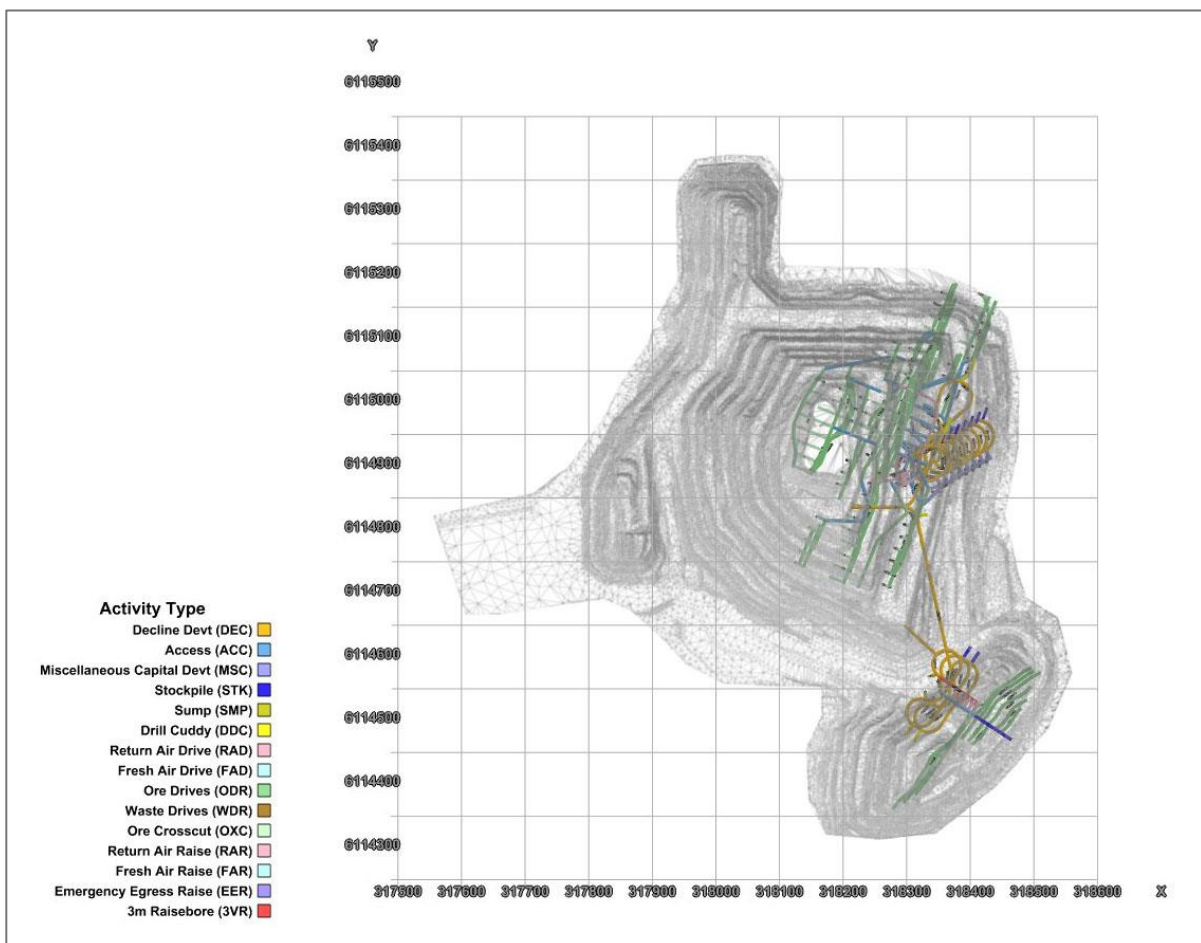 Y
6115500
6115400
6115300
6115200
6115100
6115000
6114900
6114800
6114700
6114600
6114500
6114400
6114300
317500 317600 317700 317800 317900 318000 318100 318200 318300 318400 318500 318600 X
Activity Type
Decline Devt (DEC)
Access (ACC)
Miscellaneous Capital Devt (MSC)
Stockpile (STK)
Sump (SMP)
Drill Cuddy (DDC)
Return Air Drive (RAD)
Fresh Air Drive (FAD)
Ore Drives (ODR)
Waste Drives (WDR)
Ore Crosscut (OXC)
Return Air Raise (RAR)
Fresh Air Raise (FAR)
Emergency Egress Raise (EER)
3m Raisebore (3VR)